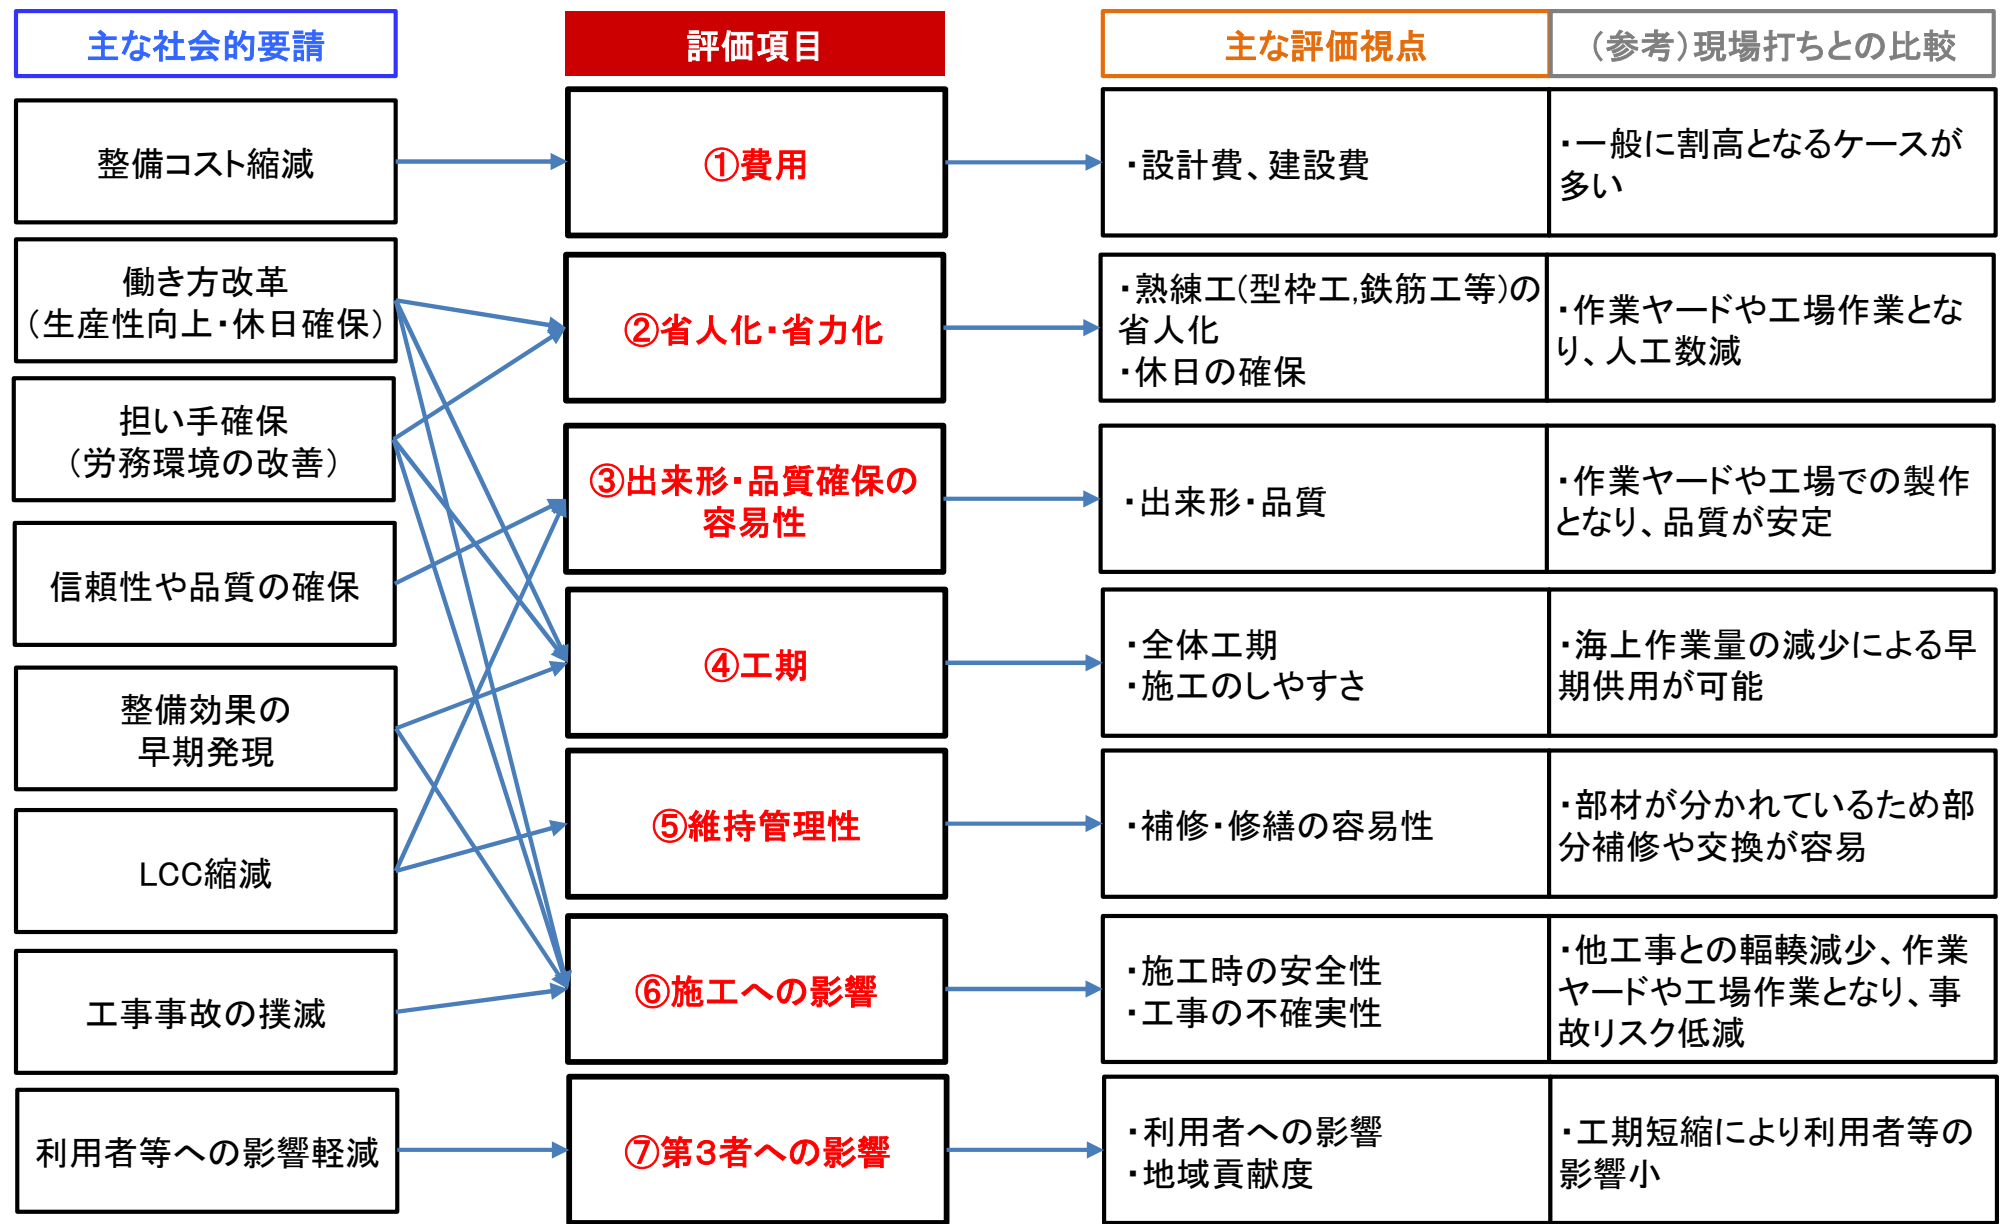 主な社会的要請
評価項目
主な評価視点
（参考）現場打ちとの比較
整備コスト縮減
①費用
・設計費、建設費
・一般に割高となるケースが
多い
働き方改革
（生産性向上・休日確保）
②省人化・省力化
・熟練工(型枠工,鉄筋工等)の
省人化
・休日の確保
・作業ヤードや工場作業とな
り、人工数減
担い手確保
（労務環境の改善）
③出来形・品質確保の
容易性
・出来形・品質
・作業ヤードや工場での製作
となり、品質が安定
信頼性や品質の確保
④工期
・全体工期
・施工のしやすさ
・海上作業量の減少による早
期供用が可能
整備効果の
早期発現
⑤維持管理性
・補修・修繕の容易性
・部材が分かれているため部
分補修や交換が容易
LCC縮減
⑥施工への影響
・施工時の安全性
・工事の不確実性
・他工事との輻輳減少、作業
ヤードや工場作業となり、事
故リスク低減
工事事故の撲滅
利用者等への影響軽減
⑦第３者への影響
・利用者への影響
・地域貢献度
・工期短縮により利用者等の
影響小